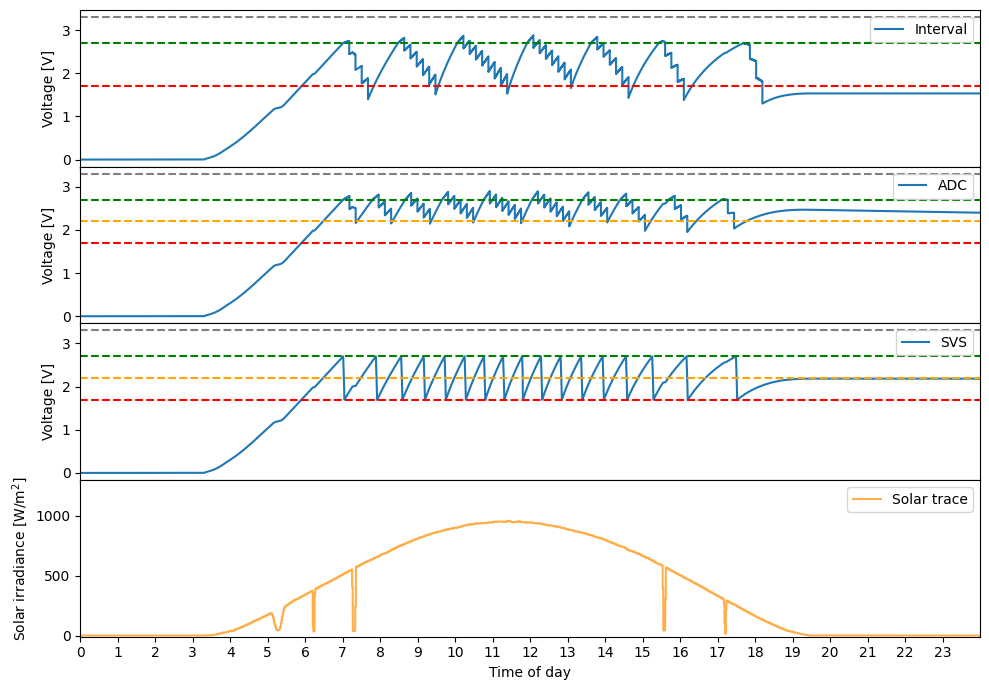 Voltage [V]
3
2
1
0
Interval
Voltage [V]
3
2
1
0
ADC
Voltage [V]
3
2
1
0
SVS
Solar irradiance [W/m²]
1000
500
0
Solar trace
0 1 2 3 4 5 6 7 8 9 10 11 12 13 14 15 16 17 18 19 20 21 22 23
Time of day